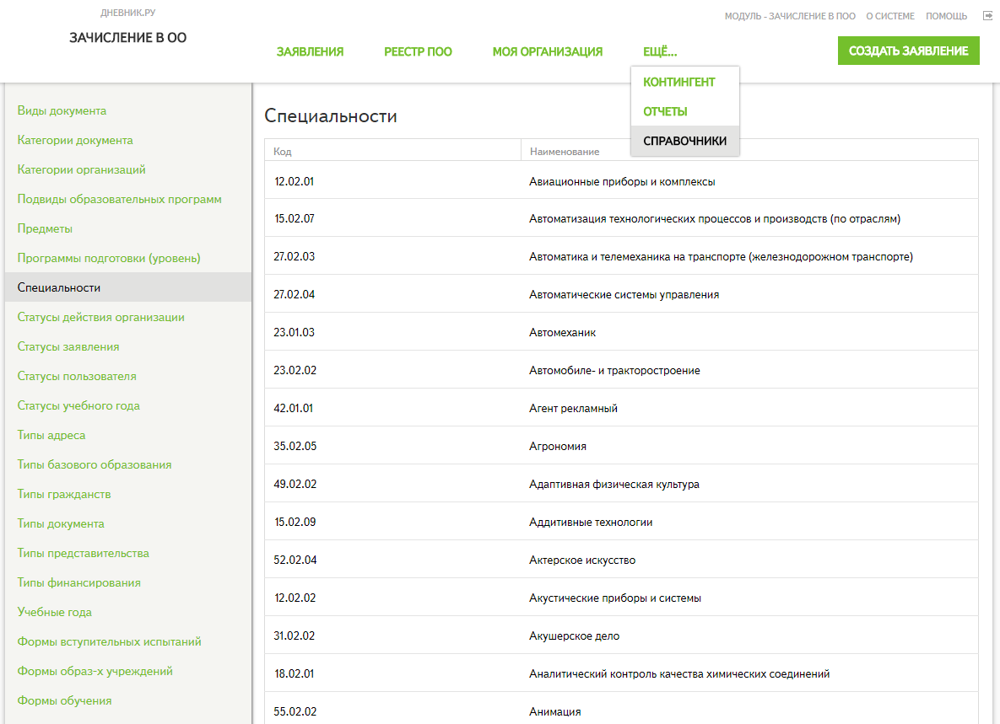 ДНЕВНИК.РУ
МОДУЛЬ - ЗАЧИСЛЕНИЕ В ПОО О СИСТЕМЕ ПОМОЩЬ
ЗАЧИСЛЕНИЕ В ОО
ЗАЯВЛЕНИЯ РЕЕСТР ПОО МОЯ ОРГАНИЗАЦИЯ ЕЩЁ... СОЗДАТЬ ЗАЯВЛЕНИЕ
КОНТИНГЕНТ
ОТЧЕТЫ
СПРАВОЧНИКИ
Виды документа
Категории документа
Категории организаций
Подвиды образовательных программ
Предметы
Программы подготовки (уровень)
Специальности
Статусы действия организации
Статусы заявления
Статусы пользователя
Статусы учебного года
Типы адреса
Типы базового образования
Типы гражданств
Типы документа
Типы представительства
Типы финансирования
Учебные года
Формы вступительных испытаний
Формы образ-х учреждений
Формы обучения
Специальности
Код Наименование
12.02.01 Авиационные приборы и комплексы
15.02.07 Автоматизация технологических процессов и производств (по отраслям)
27.02.03 Автоматика и телемеханика на транспорте (железнодорожном транспорте)
27.02.04 Автоматические системы управления
23.01.03 Автомеханик
23.02.02 Автомобиле- и тракторостроение
42.01.01 Агент рекламный
35.02.05 Агрономия
49.02.02 Адаптивная физическая культура
15.02.09 Аддитивные технологии
52.02.04 Актерское искусство
12.02.02 Акустические приборы и системы
31.02.02 Акушерское дело
18.02.01 Аналитический контроль качества химических соединений
55.02.02 Анимация